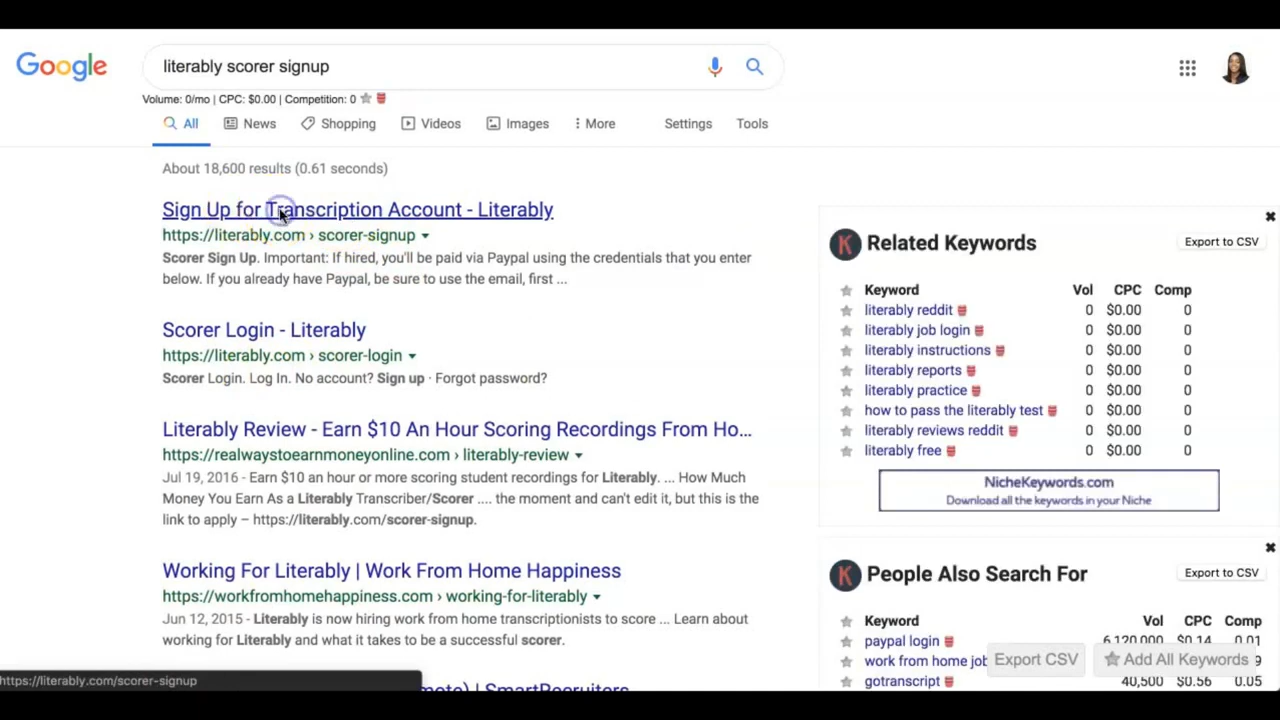 Google
literably scorer signup
Volume: 0/mo | CPC: $0.00 | Competition: 0
All News Shopping Videos Images More Settings Tools
About 18,600 results (0.61 seconds)
Sign Up for Transcription Account - Literably
https://literably.com › scorer-signup
Scorer Sign Up. Important: If hired, you'll be paid via Paypal using the credentials that you enter
below. If you already have Paypal, be sure to use the email, first ...
Scorer Login - Literably
https://literably.com › scorer-login
Scorer Login. Log In. No account? Sign up · Forgot password?
Literably Review - Earn $10 An Hour Scoring Recordings From Ho...
https://realwaystoearnmoneyonline.com › literably-review
Jul 19, 2016 - Earn $10 an hour or more scoring student recordings for Literably. ... How Much
Money You Earn As a Literably Transcriber/Scorer .... the moment and can't edit it, but this is the
link to apply – https://literably.com/scorer-signup.
Working For Literably | Work From Home Happiness
https://workfromhomehappiness.com › working-for-literably
Jun 12, 2015 - Literably is now hiring work from home transcriptionists to score ... Learn about
working for Literably and what it takes to be a successful scorer.
https://literably.com/scorer-signup
SmartRecruiters
Related Keywords
Export to CSV
Keyword Vol CPC Comp
literably reddit 0 $0.00 0
literably job login 0 $0.00 0
literably instructions 0 $0.00 0
literably reports 0 $0.00 0
literably practice 0 $0.00 0
how to pass the literably test 0 $0.00 0
literably reviews reddit 0 $0.00 0
literably free 0 $0.00 0
NicheKeywords.com
Download all the keywords in your Niche
People Also Search For
Export to CSV
Keyword Vol CPC Comp
paypal login 6,120,000 $0.14 0.01
work from home job
gotranscript 40,500 $0.56 0.05
Export CSV
Add All Keywords